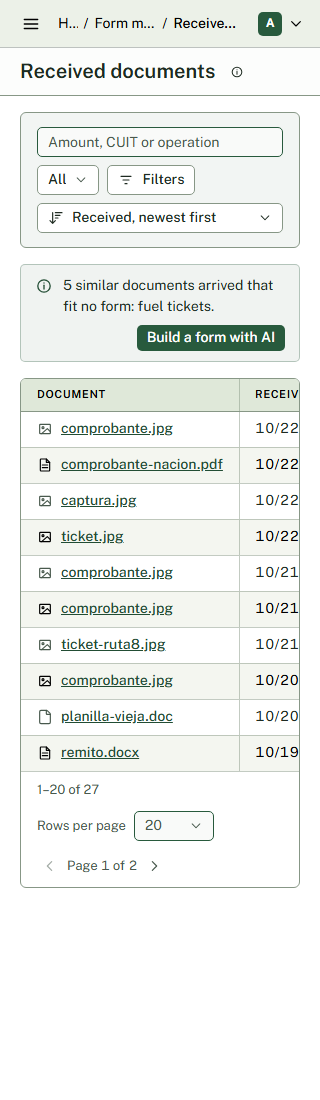 H... / Form m... / Receive... A
Received documents
Amount, CUIT or operation
All Filters
Received, newest first
5 similar documents arrived that
fit no form: fuel tickets.
Build a form with AI
DOCUMENT RECEIV
comprobante.jpg 10/22
comprobante-nacion.pdf 10/22
captura.jpg 10/22
ticket.jpg 10/22
comprobante.jpg 10/21
comprobante.jpg 10/21
ticket-ruta8.jpg 10/21
comprobante.jpg 10/20
planilla-vieja.doc 10/20
remito.docx 10/19
1–20 of 27
Rows per page 20
Page 1 of 2